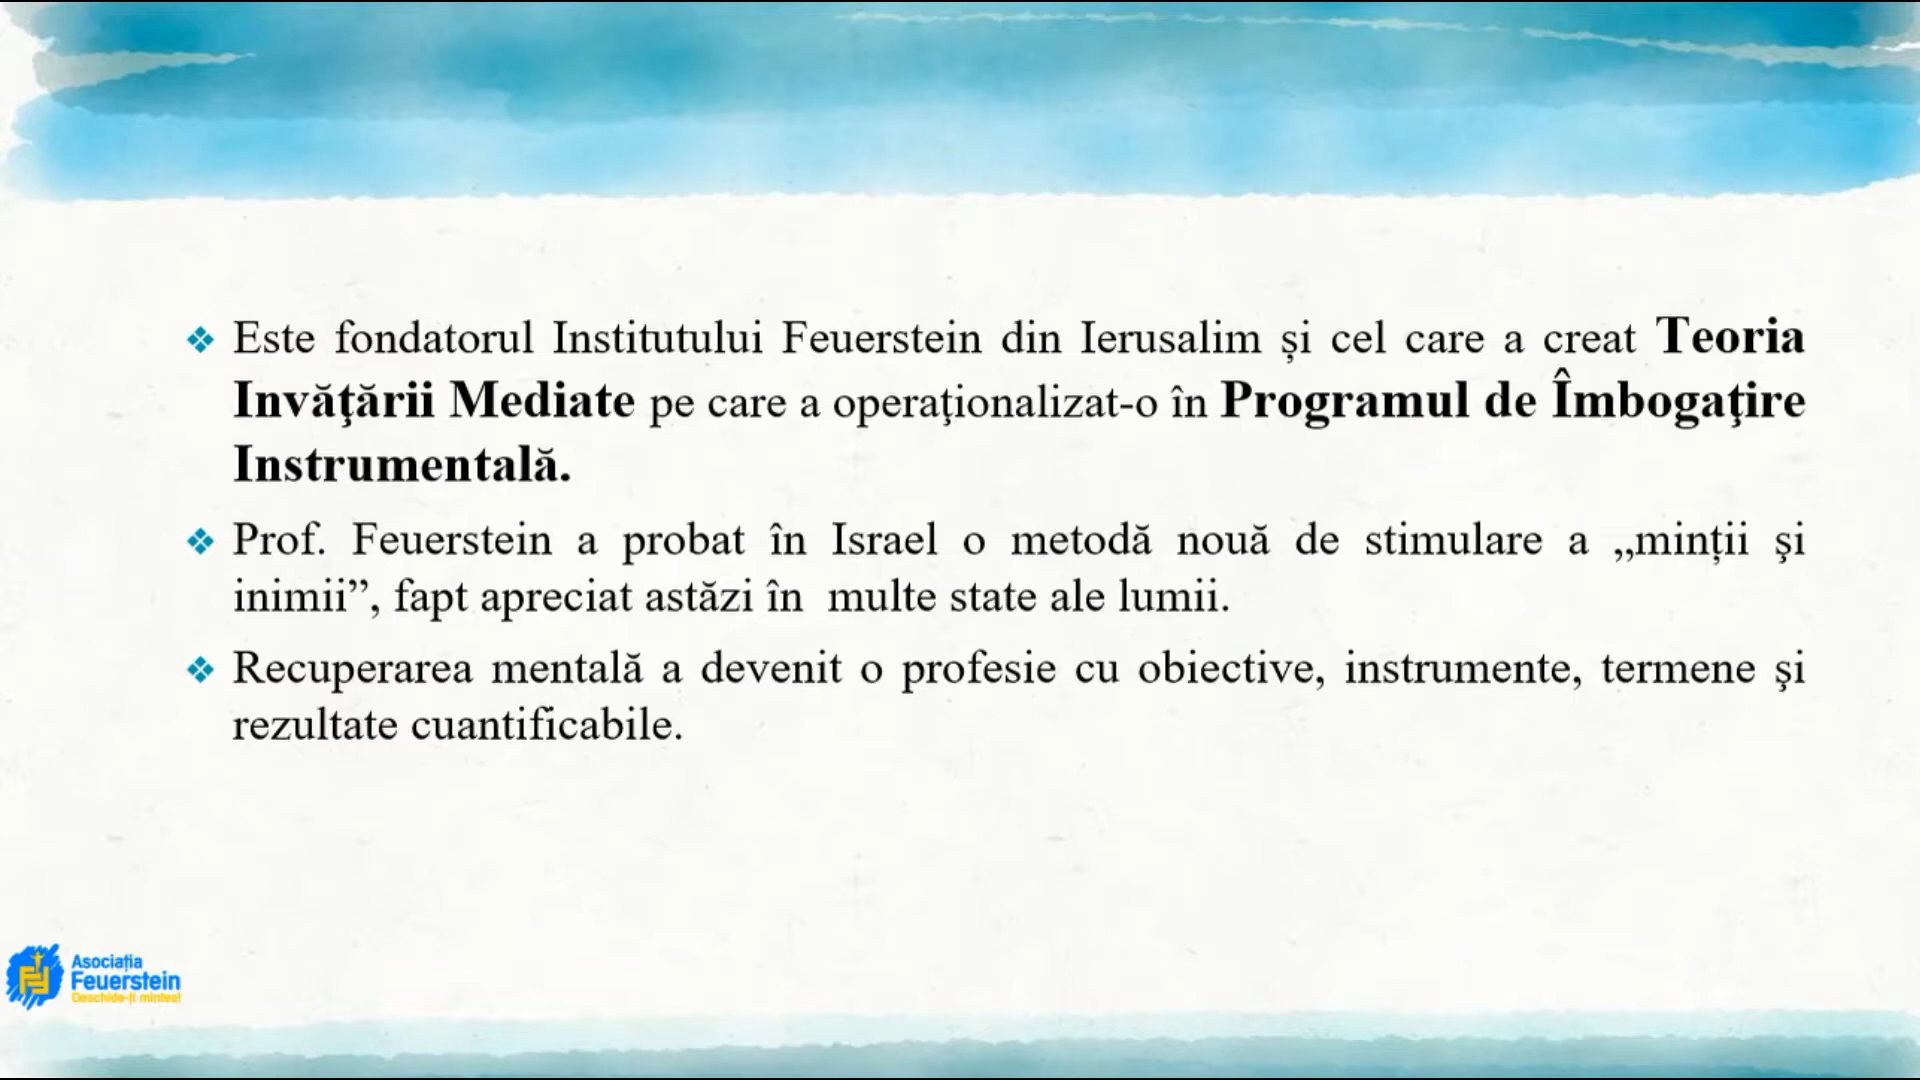 ❖ Este fondatorul Institutului Feuerstein din Ierusalim și cel care a creat Teoria
Invăţării Mediate pe care a operaţionalizat-o în Programul de Îmbogaţire
Instrumentală.
❖ Prof. Feuerstein a probat în Israel o metodă nouă de stimulare a „minții şi
inimii”, fapt apreciat astăzi în  multe state ale lumii.
❖ Recuperarea mentală a devenit o profesie cu obiective, instrumente, termene şi
rezultate cuantificabile.
Asociația
Feuerstein
Deschide-ți mintea!